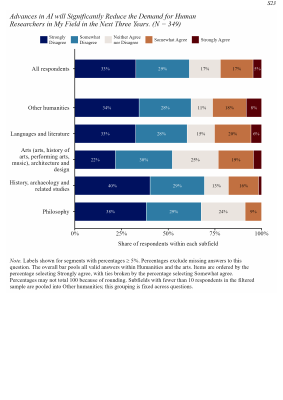 S23
Advances in AI will Significantly Reduce the Demand for Human
Researchers in My Field in the Next Three Years. (N = 349)
Strongly Disagree
Somewhat Disagree
Neither Agree nor Disagree
Somewhat Agree
Strongly Agree
All respondents
33% 29% 17% 17% 5%
Other humanities
34% 28% 18% 8%
Languages and literature
33% 28% 15% 20% 6%
Arts (arts, history of
arts, performing arts,
music), architecture and
design
22% 30% 25% 19%
History, archaeology and
related studies
40% 29% 13% 16%
Philosophy
38% 29% 24% 9%
0% 25% 50% 75% 100%
Share of respondents within each subfield
Note. Labels shown for segments with percentages ≥ 5%. Percentages exclude missing answers to this
question. The overall bar pools all valid answers within Humanities and the arts. Items are ordered by the
percentage selecting Strongly agree, with ties broken by the percentage selecting Somewhat agree.
Percentages may not total 100 because of rounding. Subfields with fewer than 10 respondents in the filtered
sample are pooled into Other humanities; this grouping is fixed across questions.